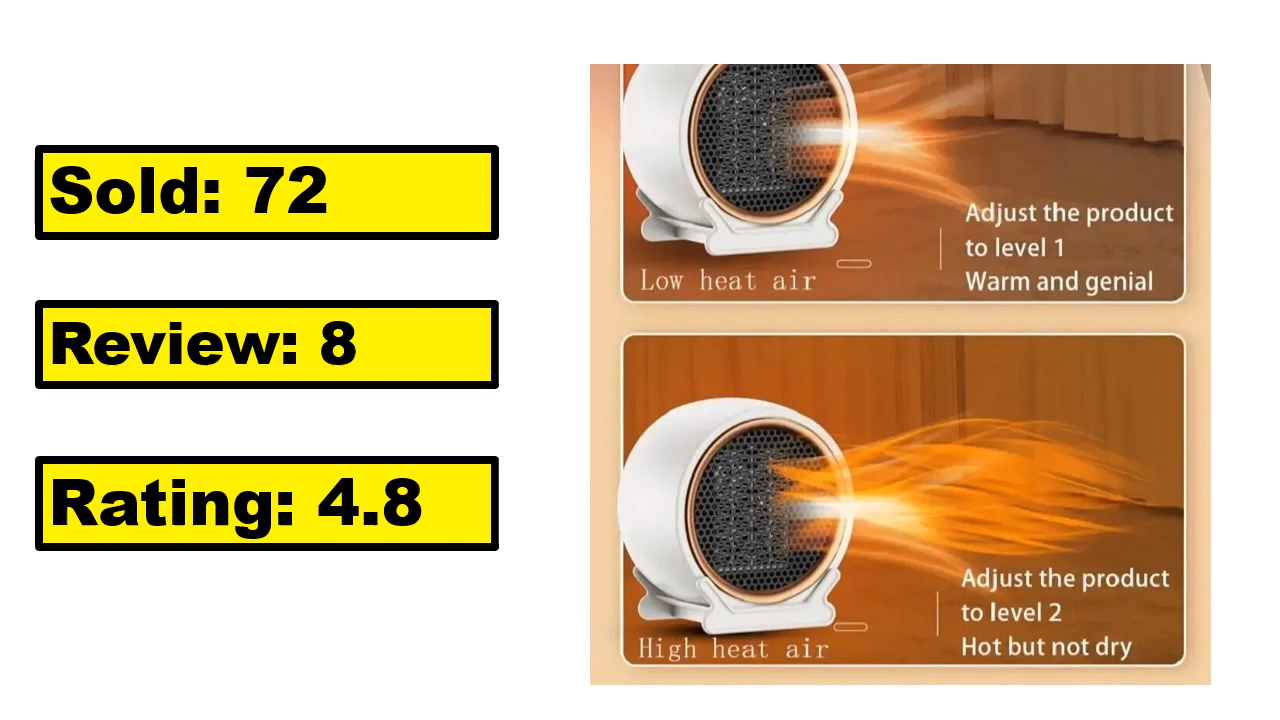 Sold: 72
Review: 8
Rating: 4.8
Adjust the product
to level 1
Warm and genial
Low heat air
Adjust the product
to level 2
Hot but not dry
High heat air